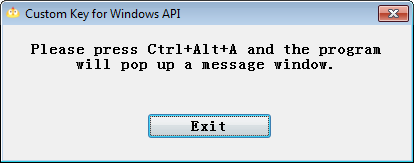 Custom Key for Windows API
Please press Ctrl+Alt+A and the program
will pop up a message window.
Exit